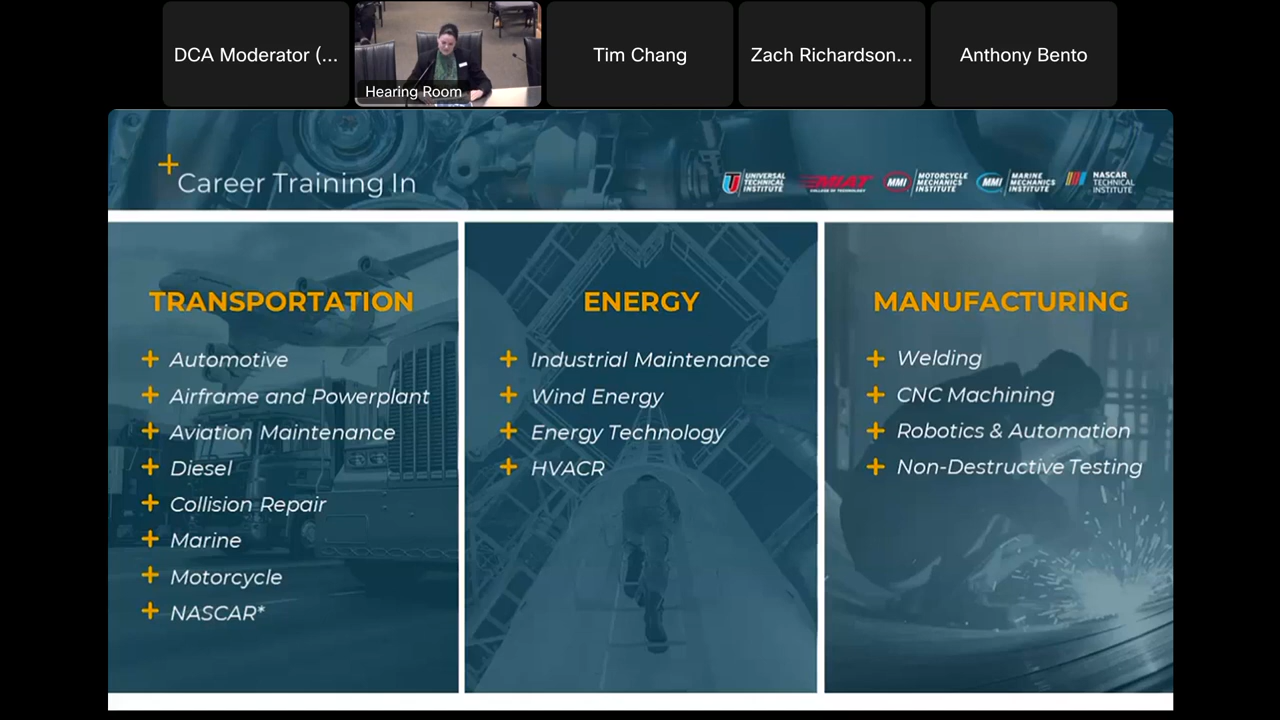 DCA Moderator (...
Hearing Room
Tim Chang
Zach Richardson...
Anthony Bento
Career Training In
UNIVERSAL
TECHNICAL
INSTITUTE
MIAT
COLLEGE OF TECHNOLOGY
MMI
MOTORCYCLE
MECHANICS
INSTITUTE
MMI
MARINE
MECHANICS
INSTITUTE
NASCAR
TECHNICAL
INSTITUTE
TRANSPORTATION
Automotive
Airframe and Powerplant
Aviation Maintenance
Diesel
Collision Repair
Marine
Motorcycle
NASCAR*
ENERGY
Industrial Maintenance
Wind Energy
Energy Technology
HVACR
MANUFACTURING
Welding
CNC Machining
Robotics & Automation
Non-Destructive Testing